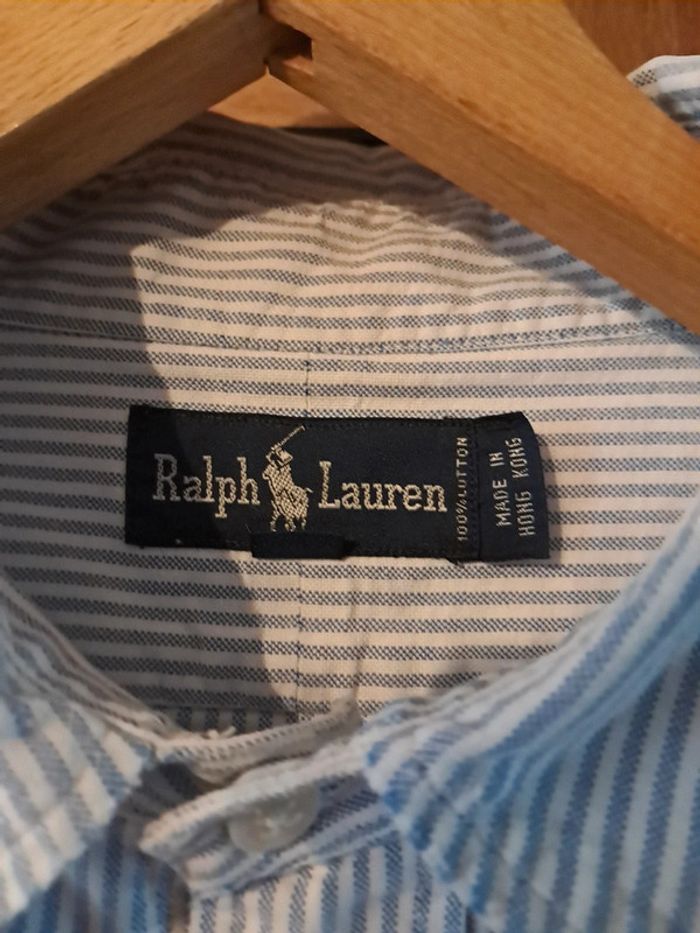 Ralph Lauren
100% COTTON
MADE IN
HONG KONG